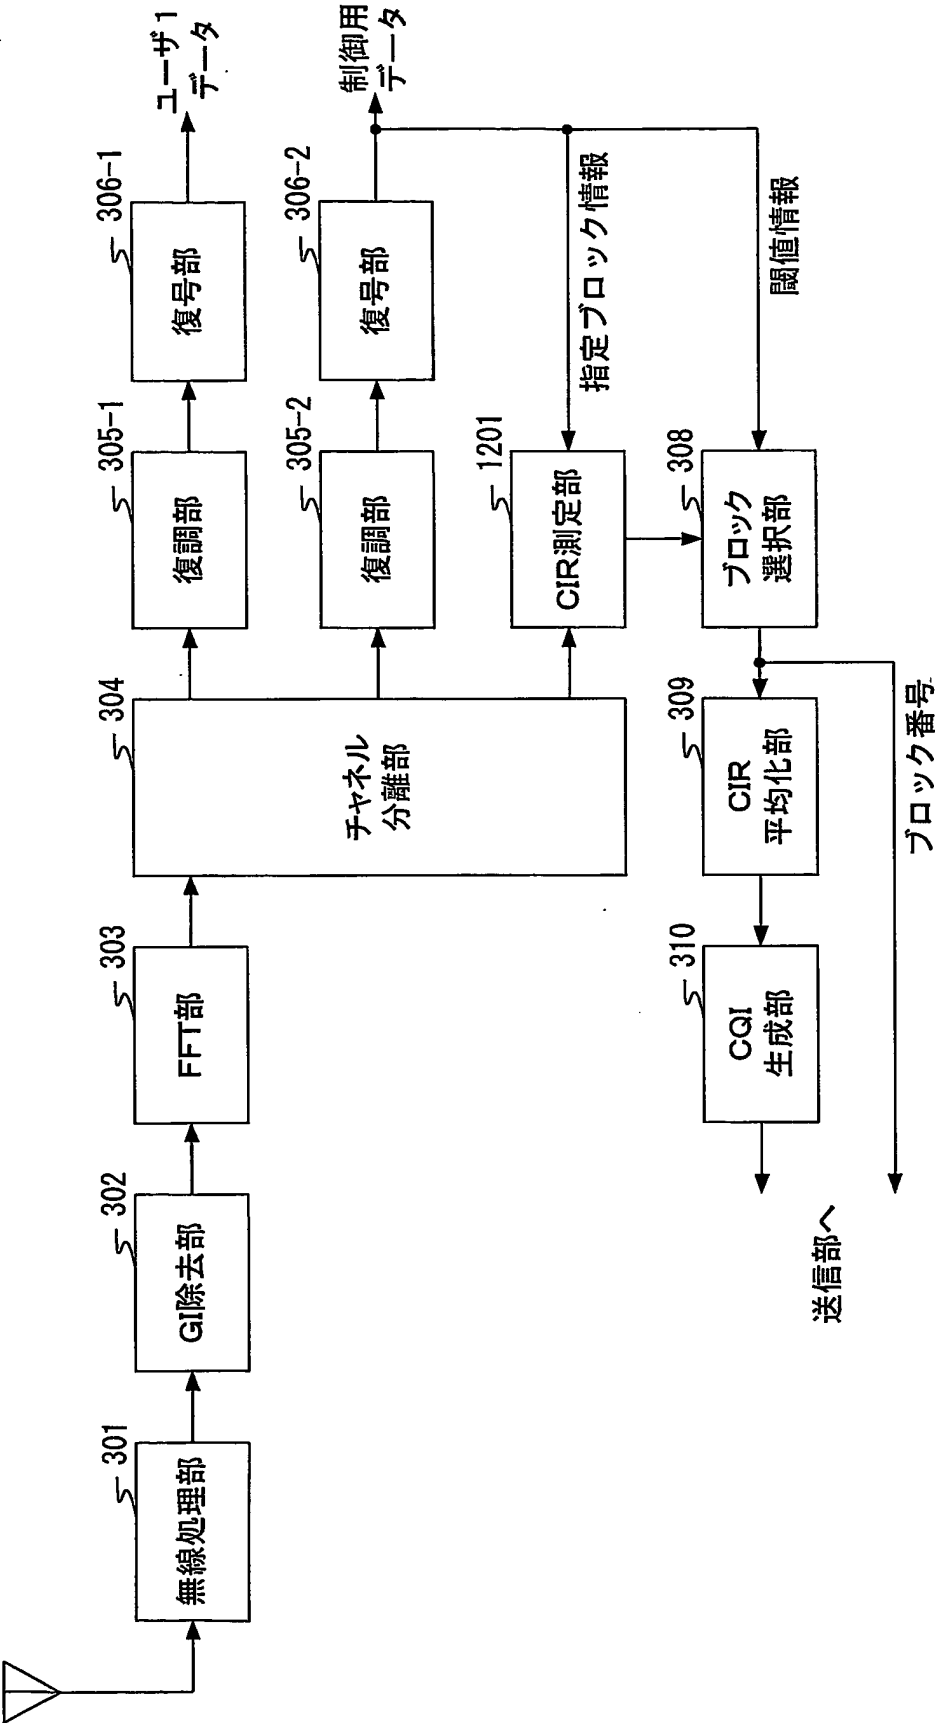 301
無線処理部
302
GI除去部
303
FFT部
304
チャネル
分離部
305-1
復調部
306-1
復号部
ユーザ1
データ
305-2
復調部
306-2
復号部
制御用
データ
1201
CIR測定部
指定ブロック情報
308
ブロック
選択部
閾値情報
309
CIR
平均化部
310
CQI
生成部
送信部へ
ブロック番号